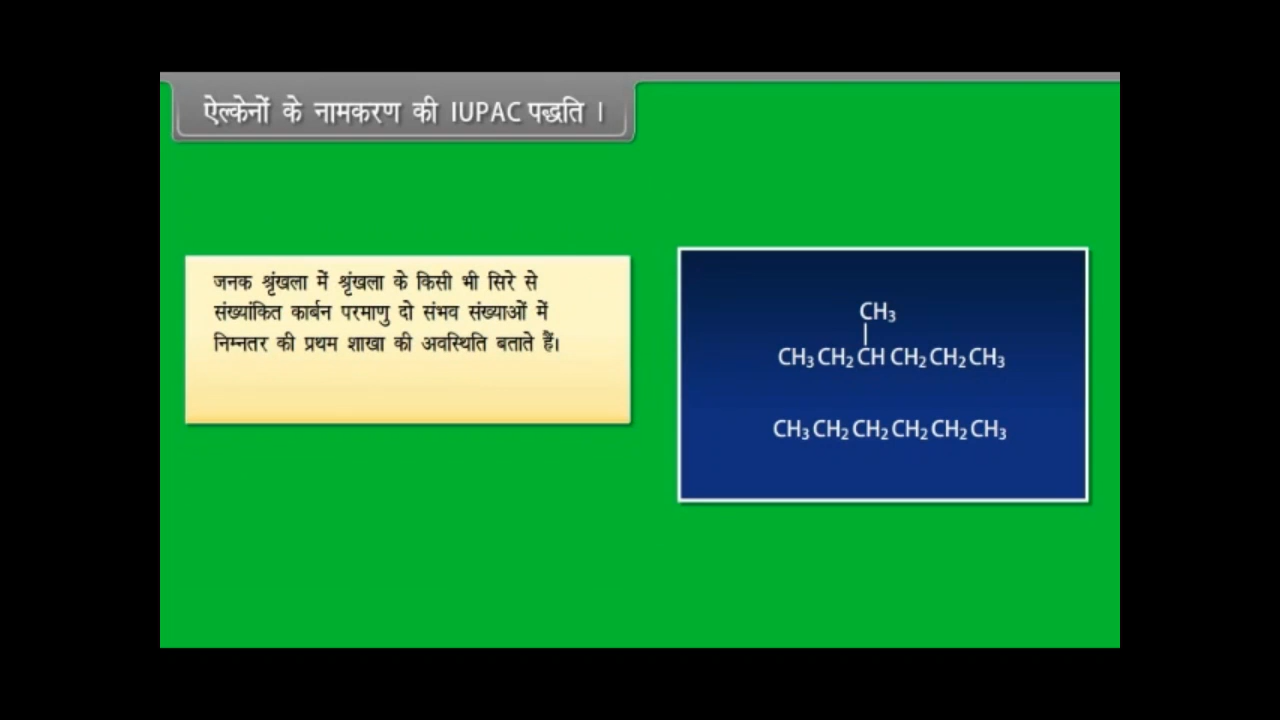 ऐल्केनों के नामकरण की IUPAC पद्धति ।
जनक श्रृंखला में श्रृंखला के किसी भी सिरे से
संख्यांकित कार्बन परमाणु दो संभव संख्याओं में
निम्नतर की प्रथम शाखा की अवस्थिति बताते हैं।
CH₃
CH₃ CH₂ CH CH₂ CH₂ CH₃
CH₃ CH₂ CH₂ CH₂ CH₂ CH₃